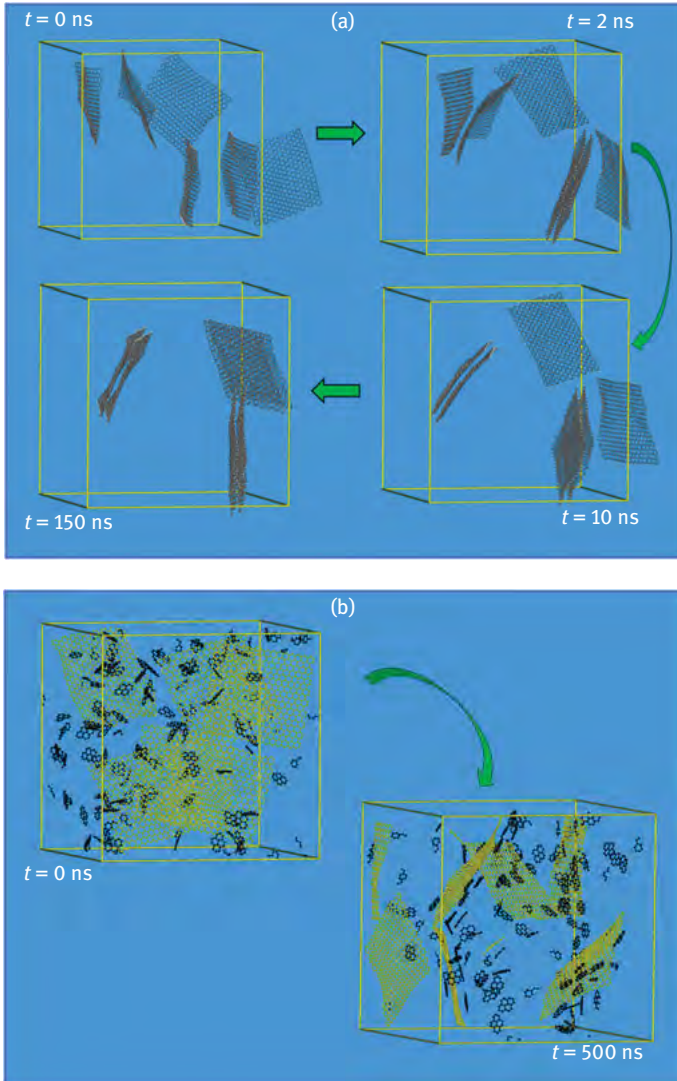 t = 0 ns
(a)
t = 2 ns
t = 150 ns
t = 10 ns
(b)
t = 0 ns
t = 500 ns